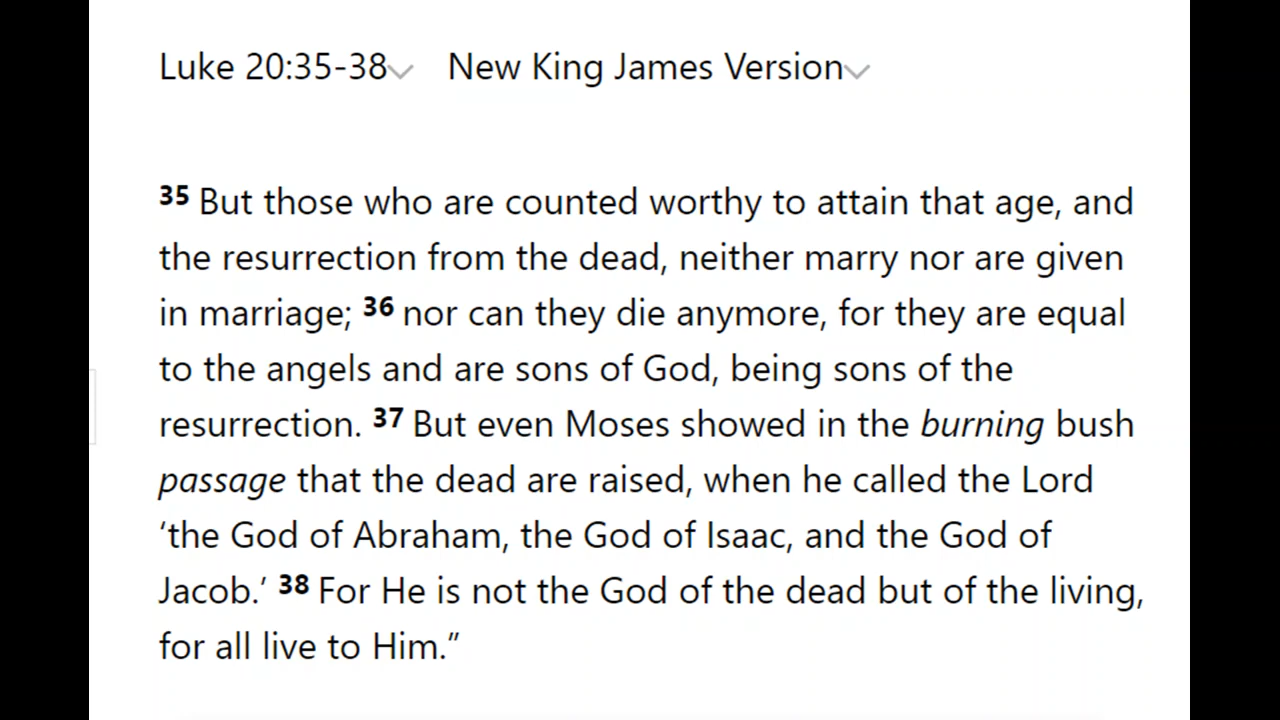 Luke 20:35-38 New King James Version
35 But those who are counted worthy to attain that age, and
the resurrection from the dead, neither marry nor are given
in marriage; 36 nor can they die anymore, for they are equal
to the angels and are sons of God, being sons of the
resurrection. 37 But even Moses showed in the burning bush
passage that the dead are raised, when he called the Lord
‘the God of Abraham, the God of Isaac, and the God of
Jacob.’ 38 For He is not the God of the dead but of the living,
for all live to Him.”